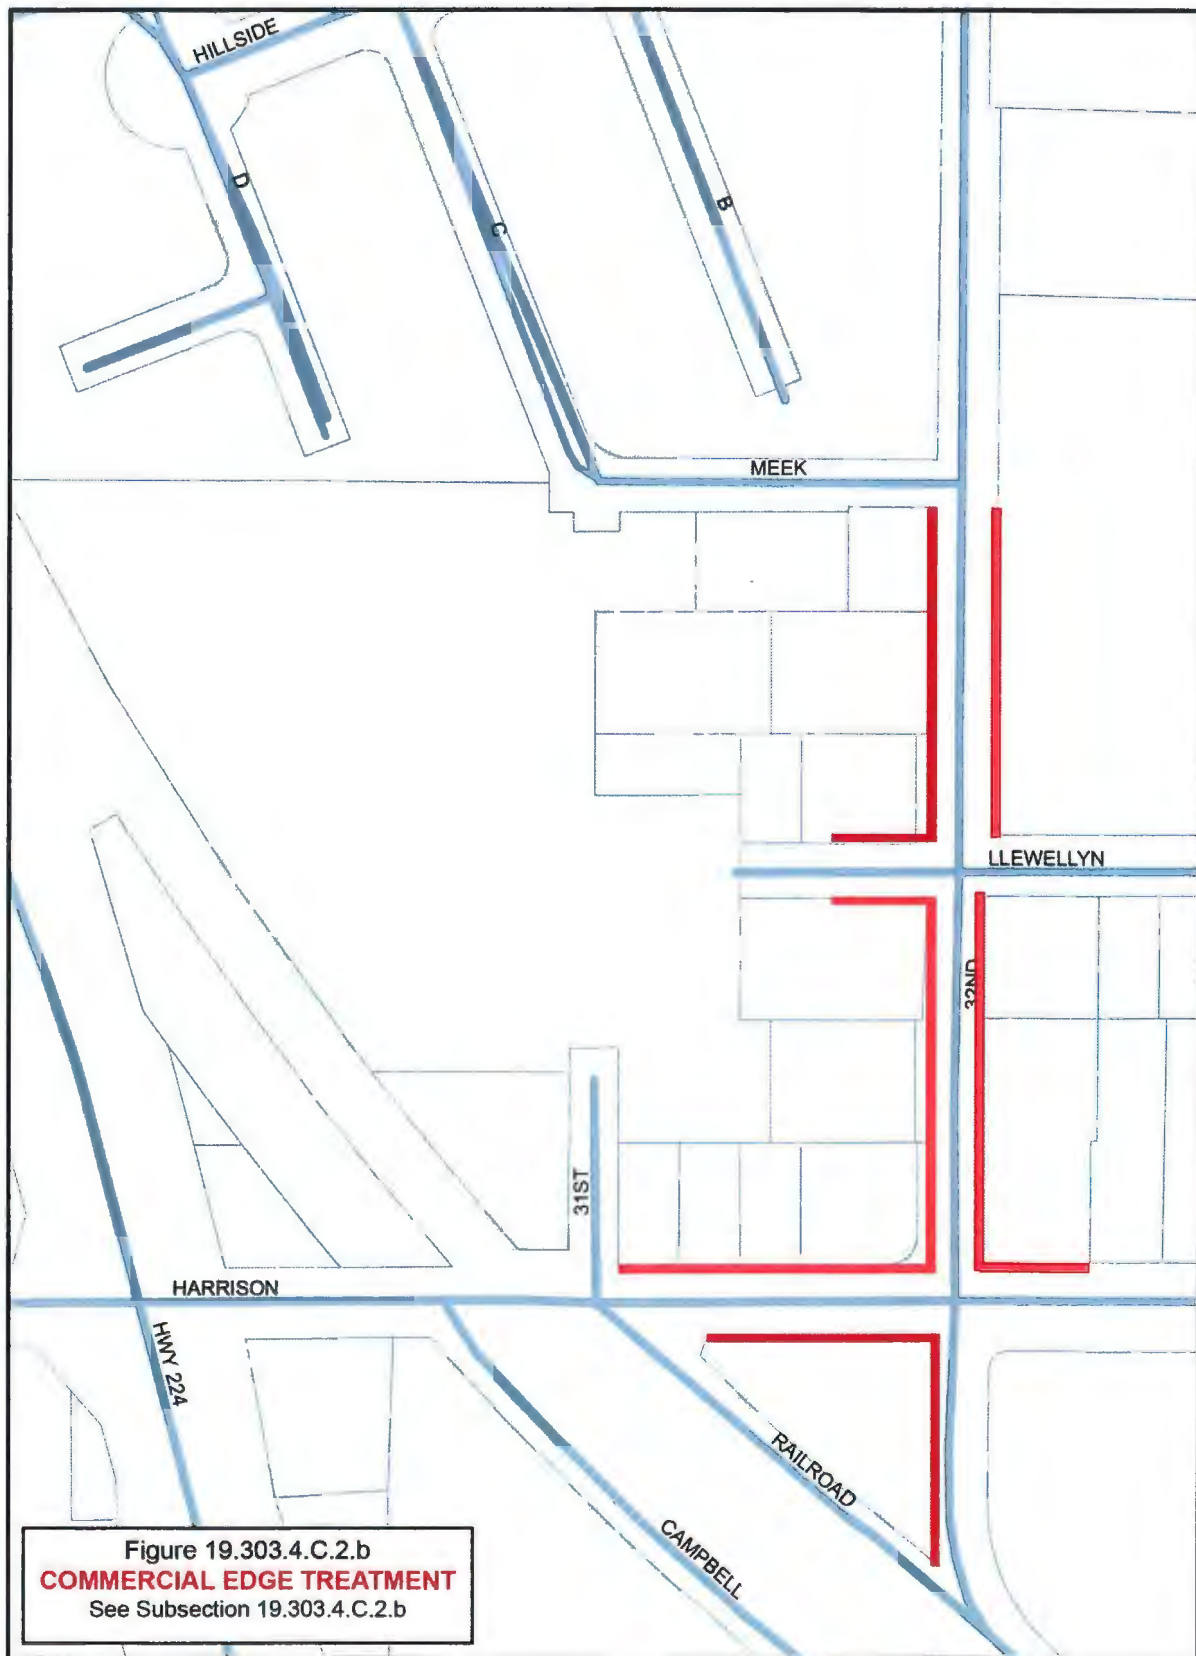 HILLSIDE
D
C
B
MEEK
LLEWELLYN
32ND
31ST
HARRISON
HWY 224
RAILROAD
CAMPBELL
Figure 19.303.4.C.2.b
COMMERCIAL EDGE TREATMENT
See Subsection 19.303.4.C.2.b